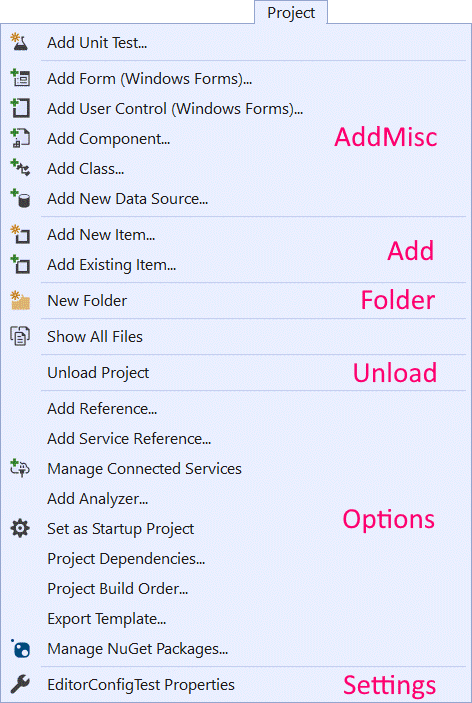 Project
Add Unit Test...
Add Form (Windows Forms)...
Add User Control (Windows Forms)...
Add Component...
AddMisc
Add Class...
Add New Data Source...
Add New Item...
Add
Add Existing Item...
New Folder
Folder
Show All Files
Unload Project
Unload
Add Reference...
Add Service Reference...
Manage Connected Services
Add Analyzer...
Options
Set as Startup Project
Project Dependencies...
Project Build Order...
Export Template...
Manage NuGet Packages...
EditorConfigTest Properties
Settings